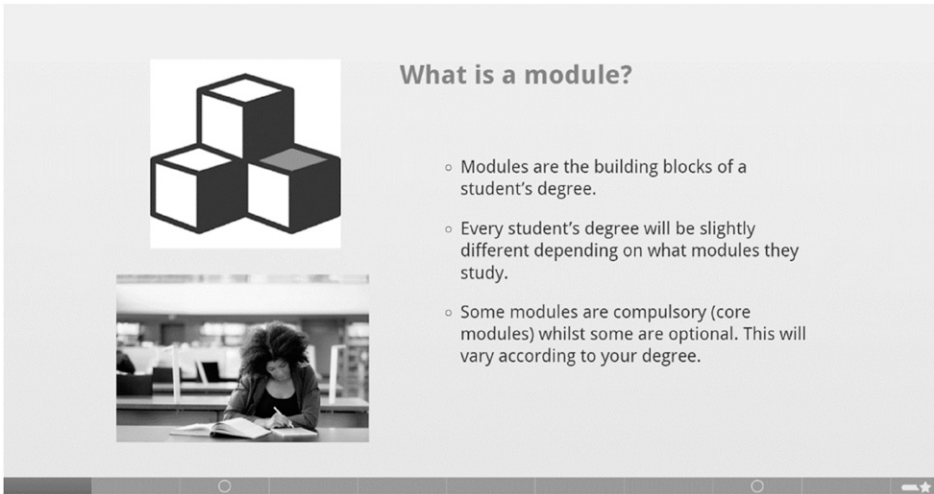 What is a module?
Modules are the building blocks of a
student's degree.
Every student's degree will be slightly
different depending on what modules they
study.
Some modules are compulsory (core
modules) whilst some are optional. This will
vary according to your degree.